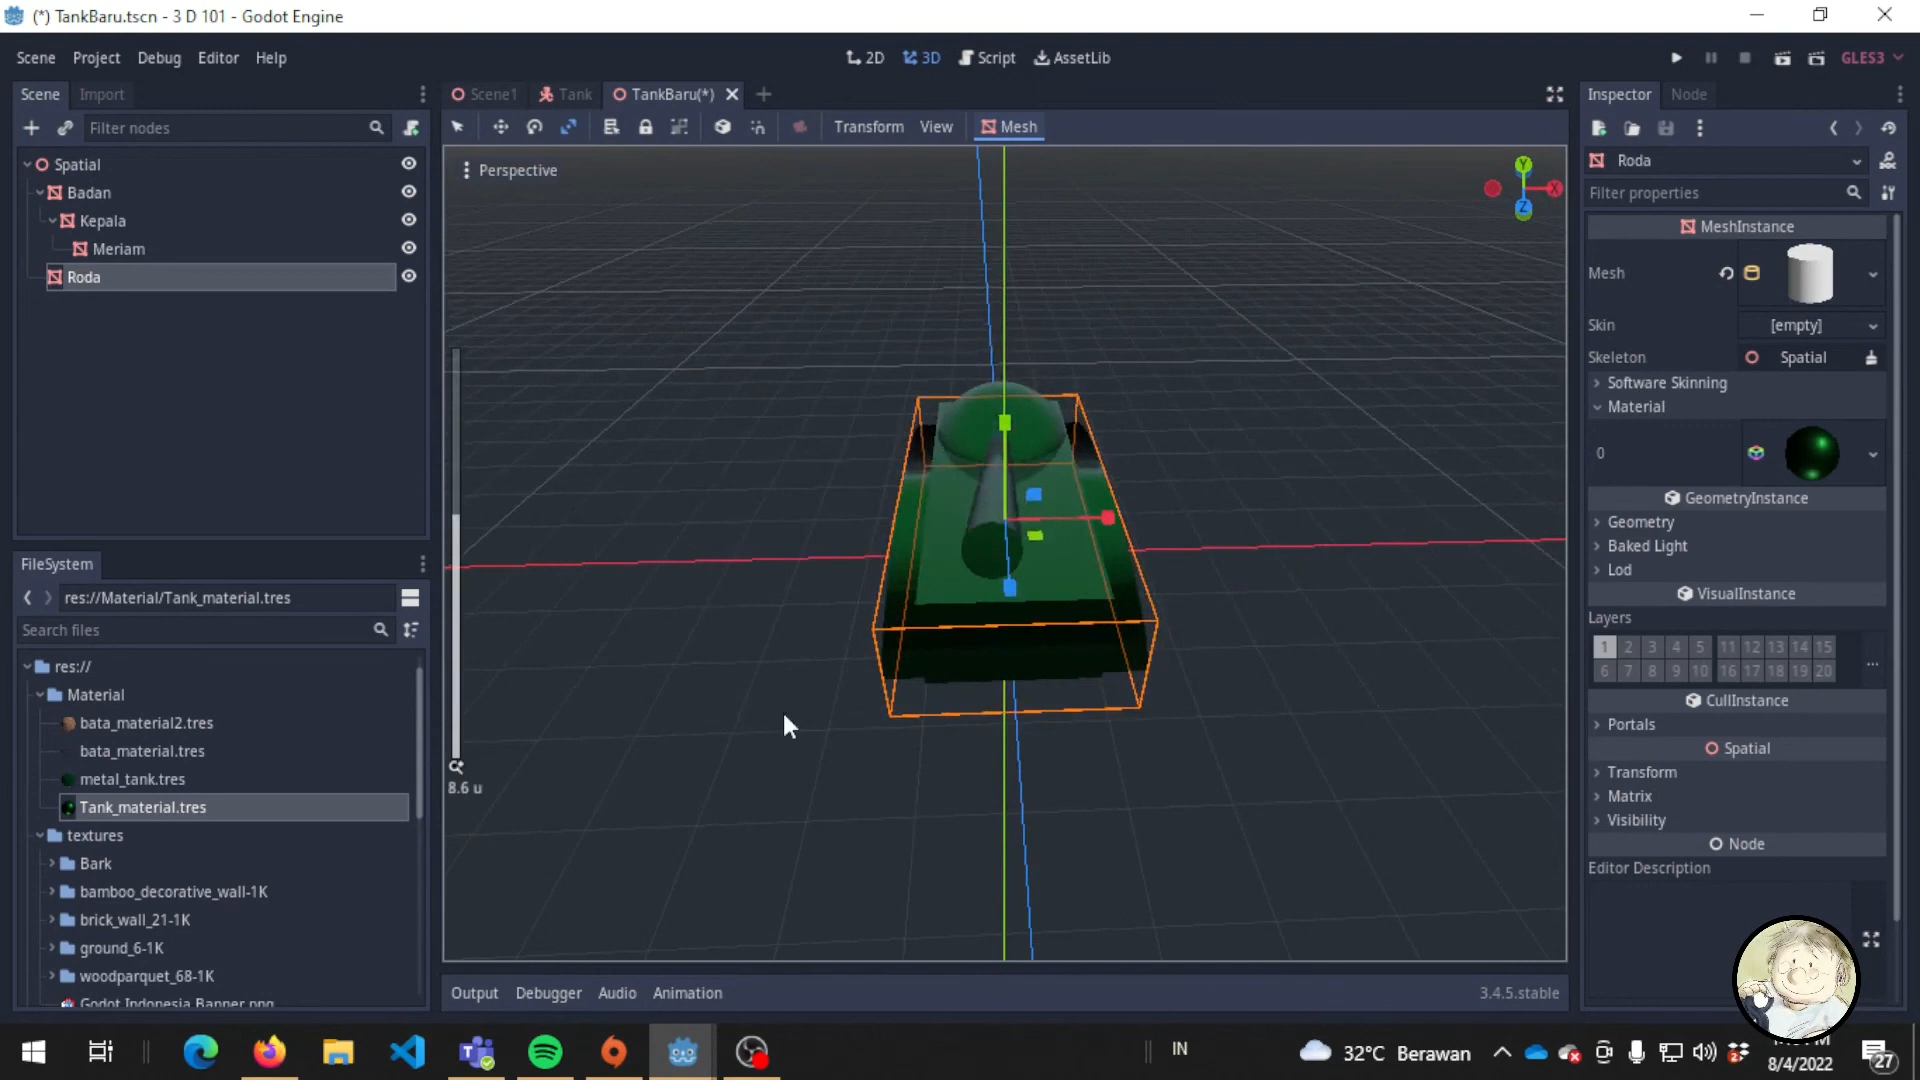 (*) TankBaru.tscn - 3 D 101 - Godot Engine
Scene Project Debug Editor Help
2D 3D Script AssetLib
GLES3
Scene Import
Scene1 Tank TankBaru(*)
Inspector Node
Filter nodes
Transform View Mesh
Spatial
Badan
Kepala
Meriam
Roda
Perspective
Y
X
Z
8.6 u
FileSystem
res://Material/Tank_material.tres
Search files
res://
Material
bata_material2.tres
bata_material.tres
metal_tank.tres
Tank_material.tres
textures
Bark
bamboo_decorative_wall-1K
brick_wall_21-1K
ground_6-1K
woodparquet_68-1K
Godot Indonesia Banner.png
Output Debugger Audio Animation
3.4.5.stable
Roda
Filter properties
MeshInstance
Mesh
Skin [empty]
Skeleton Spatial
Software Skinning
Material
0
GeometryInstance
Geometry
Baked Light
Lod
VisualInstance
Layers
1 2 3 4 5 11 12 13 14 15
6 7 8 9 10 16 17 18 19 20
...
CullInstance
Portals
Spatial
Transform
Matrix
Visibility
Node
Editor Description
IN
32°C Berawan
8/4/2022
27